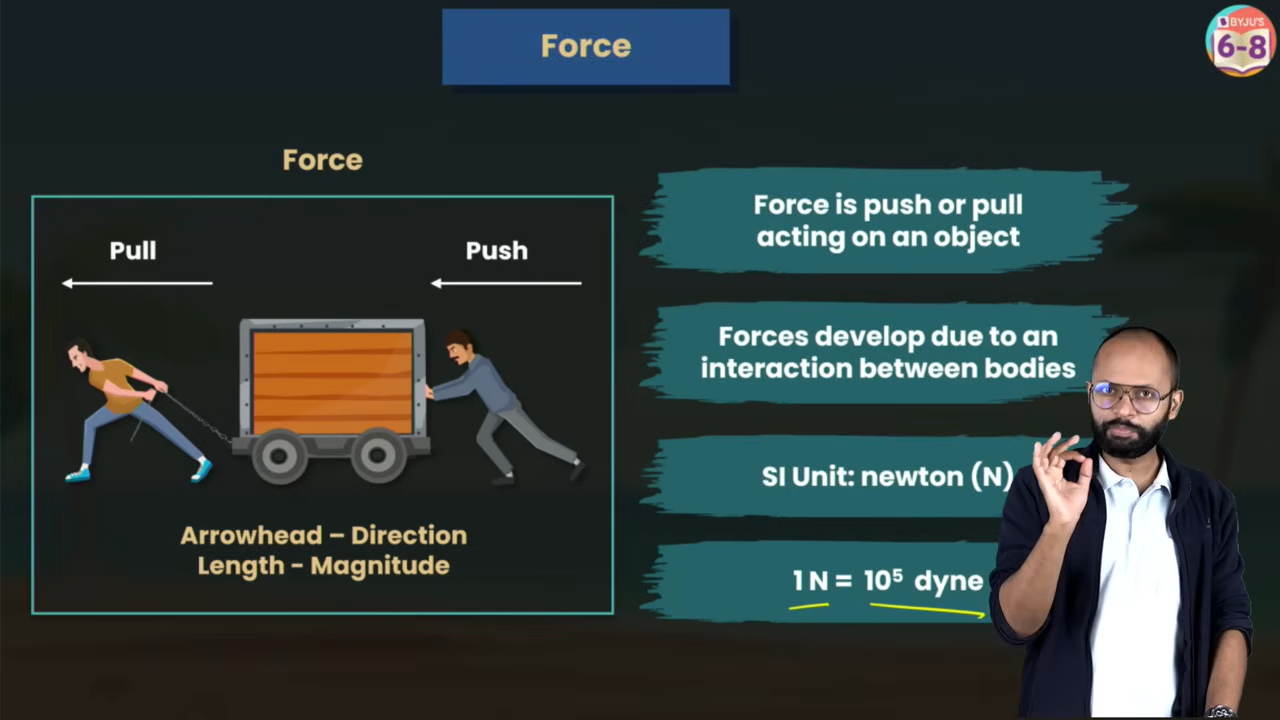 Force
BYJU'S
6-8
Force
Pull
Push
Arrowhead – Direction
Length - Magnitude
Force is push or pull
acting on an object
Forces develop due to an
interaction between bodies
SI Unit: newton (N)
1 N = 10⁵ dyne